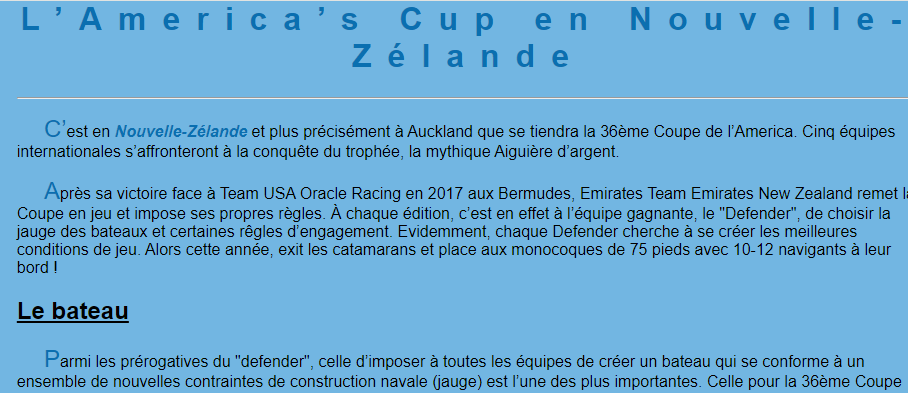 L’America’s Cup en Nouvelle-
Zélande
C’est en Nouvelle-Zélande et plus précisément à Auckland que se tiendra la 36ème Coupe de l’America. Cinq équipes
internationales s’affronteront à la conquête du trophée, la mythique Aiguière d’argent.
Après sa victoire face à Team USA Oracle Racing en 2017 aux Bermudes, Emirates Team Emirates New Zealand remet la
Coupe en jeu et impose ses propres règles. À chaque édition, c’est en effet à l’équipe gagnante, le "Defender", de choisir la
jauge des bateaux et certaines rêgles d’engagement. Evidemment, chaque Defender cherche à se créer les meilleures
conditions de jeu. Alors cette année, exit les catamarans et place aux monocoques de 75 pieds avec 10-12 navigants à leur
bord !
Le bateau
Parmi les prérogatives du "defender", celle d’imposer à toutes les équipes de créer un bateau qui se conforme à un
ensemble de nouvelles contraintes de construction navale (jauge) est l’une des plus importantes. Celle pour la 36ème Coupe